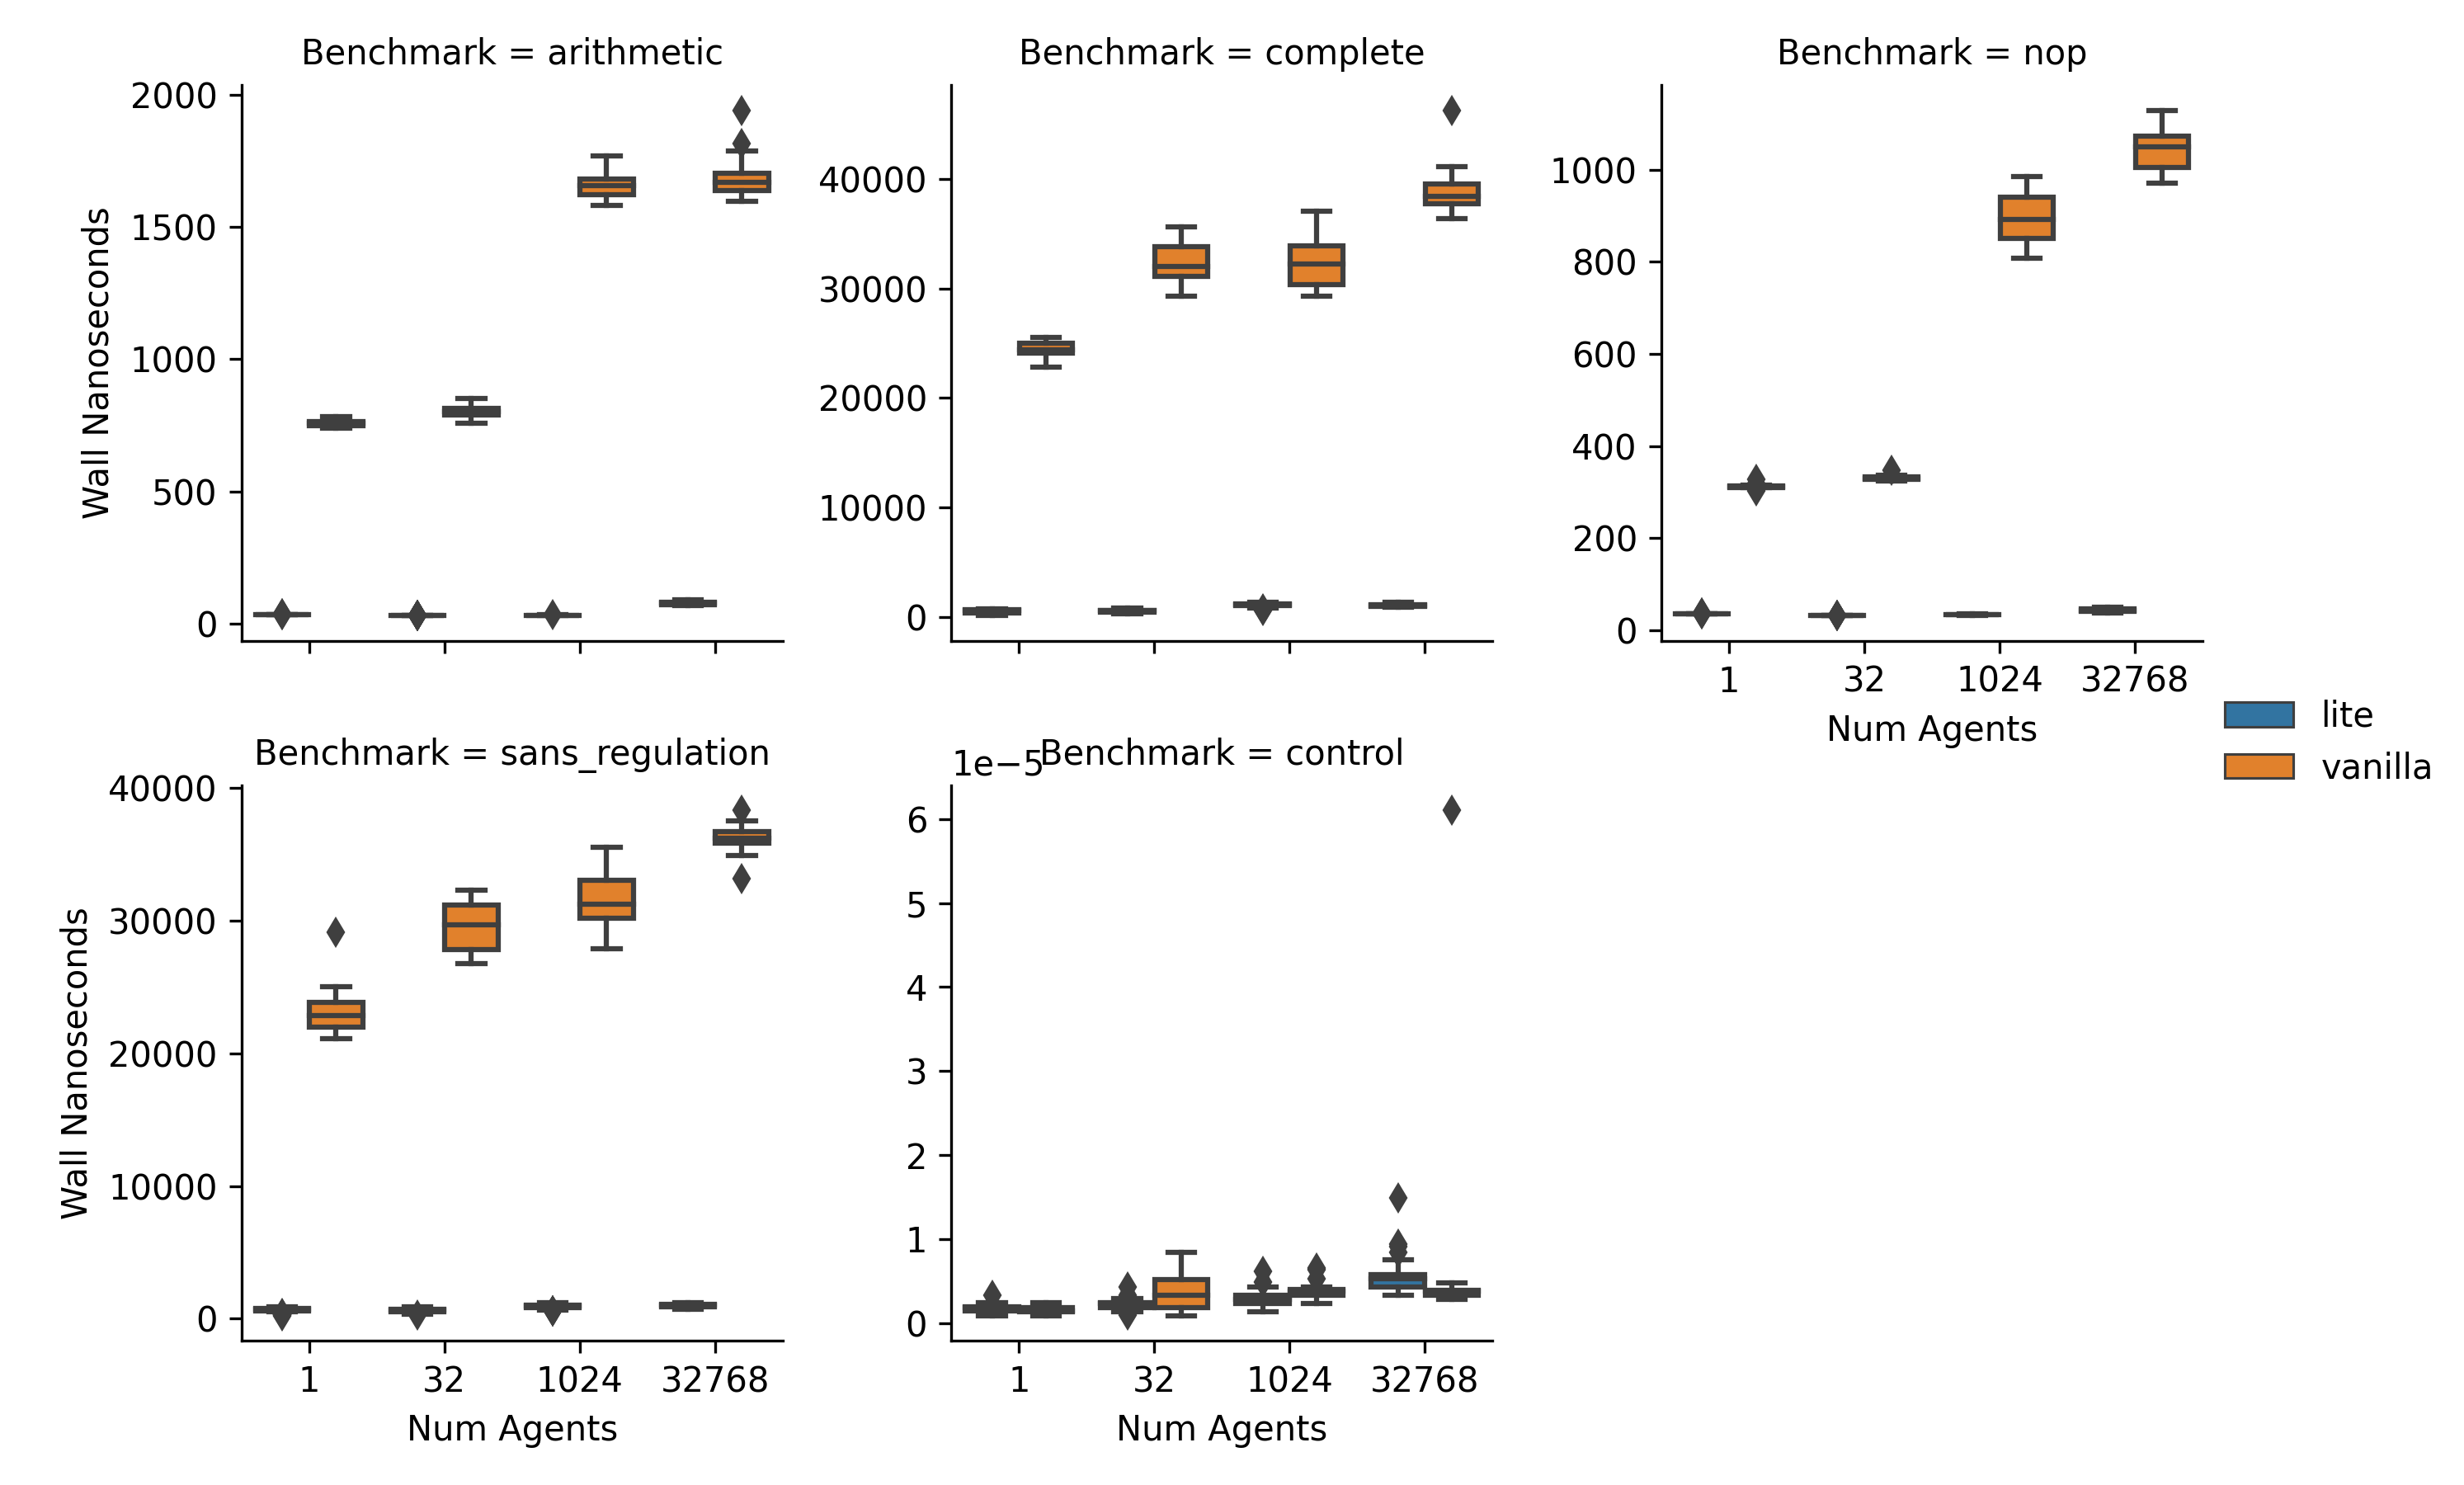 Benchmark = arithmetic
2000
1500
1000
500
0
Wall Nanoseconds
Benchmark = complete
40000
30000
20000
10000
0
Benchmark = nop
1000
800
600
400
200
0
1 32 1024 32768
Num Agents
lite
vanilla
Benchmark = sans_regulation
40000
30000
20000
10000
0
Wall Nanoseconds
1 32 1024 32768
Num Agents
1e−5
Benchmark = control
6
5
4
3
2
1
0
1 32 1024 32768
Num Agents